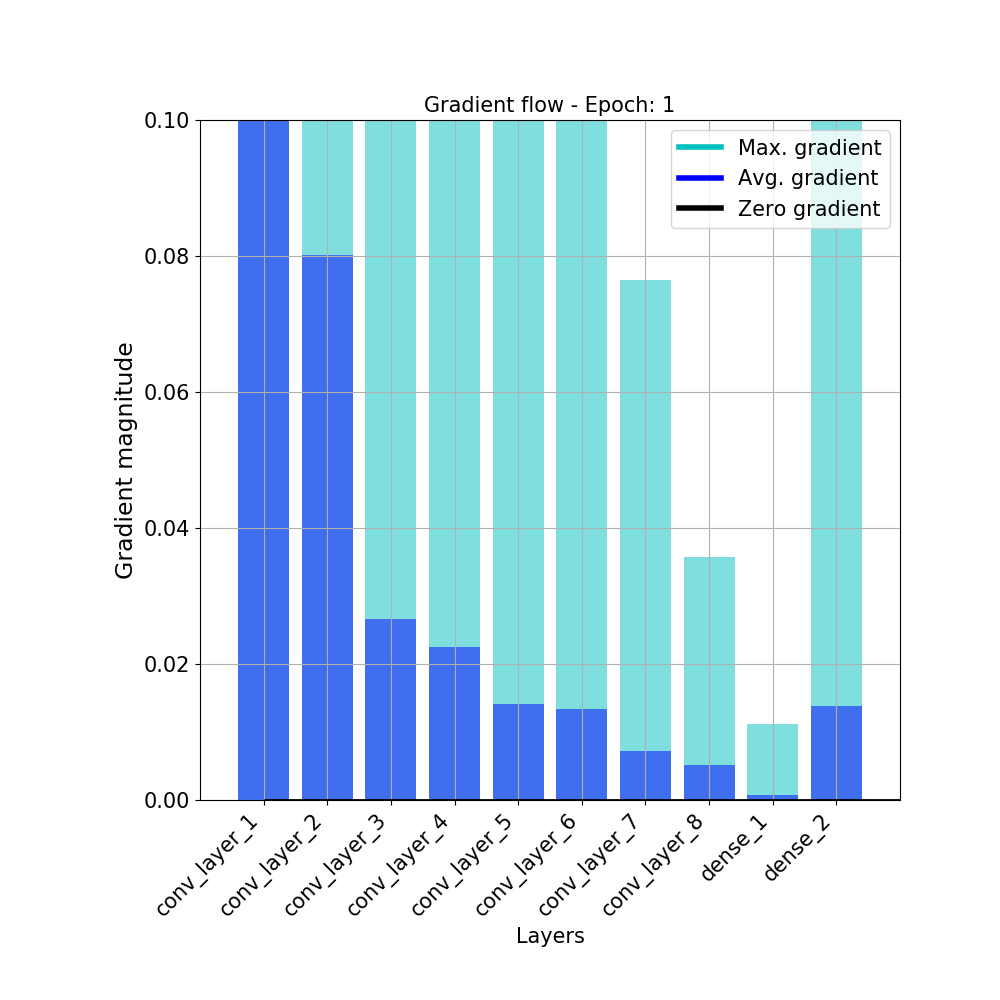 Gradient flow - Epoch: 1
Max. gradient
Avg. gradient
Zero gradient
Gradient magnitude
0.10
0.08
0.06
0.04
0.02
0.00
conv_layer_1
conv_layer_2
conv_layer_3
conv_layer_4
conv_layer_5
conv_layer_6
conv_layer_7
conv_layer_8
dense_1
dense_2
Layers